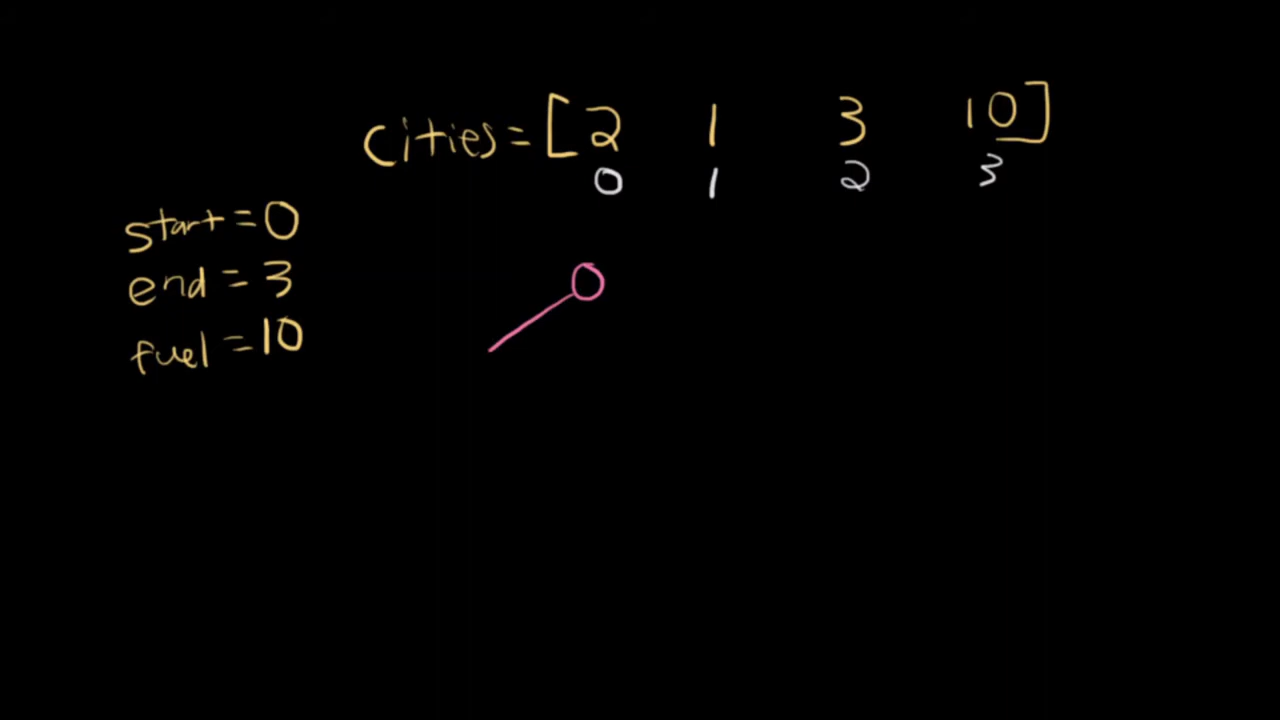 cities = [2 1 3 10]
0 1 2 3
start = 0
end = 3
fuel = 10
0